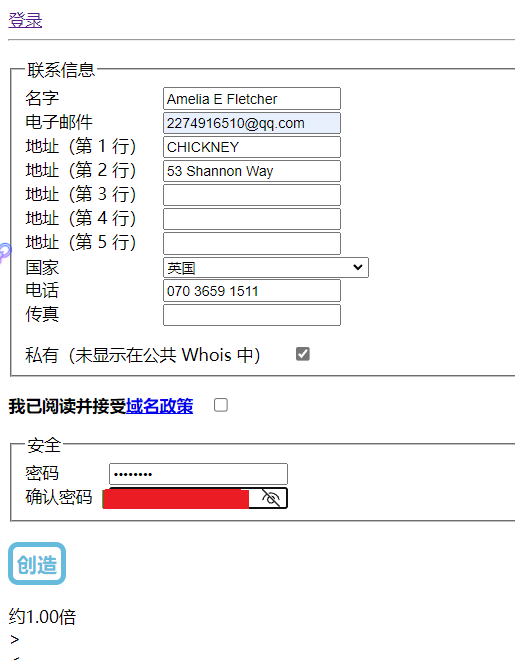 登录
联系信息
名字 Amelia E Fletcher
电子邮件 2274916510@qq.com
地址（第 1 行） CHICKNEY
地址（第 2 行） 53 Shannon Way
地址（第 3 行）
地址（第 4 行）
地址（第 5 行）
国家 英国
电话 070 3659 1511
传真
私有（未显示在公共 Whois 中）
我已阅读并接受域名政策
安全
密码 ••••••••
确认密码
创造
约1.00倍
>